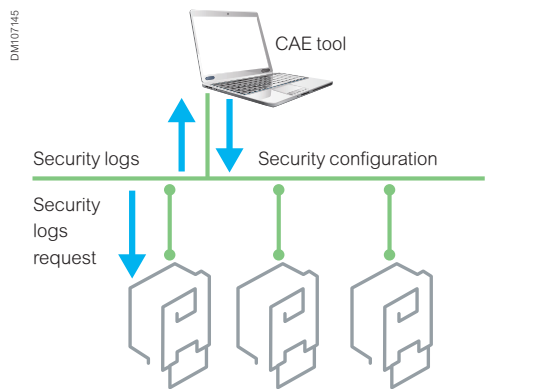 DM107145
CAE tool
Security logs
Security configuration
Security
logs
request